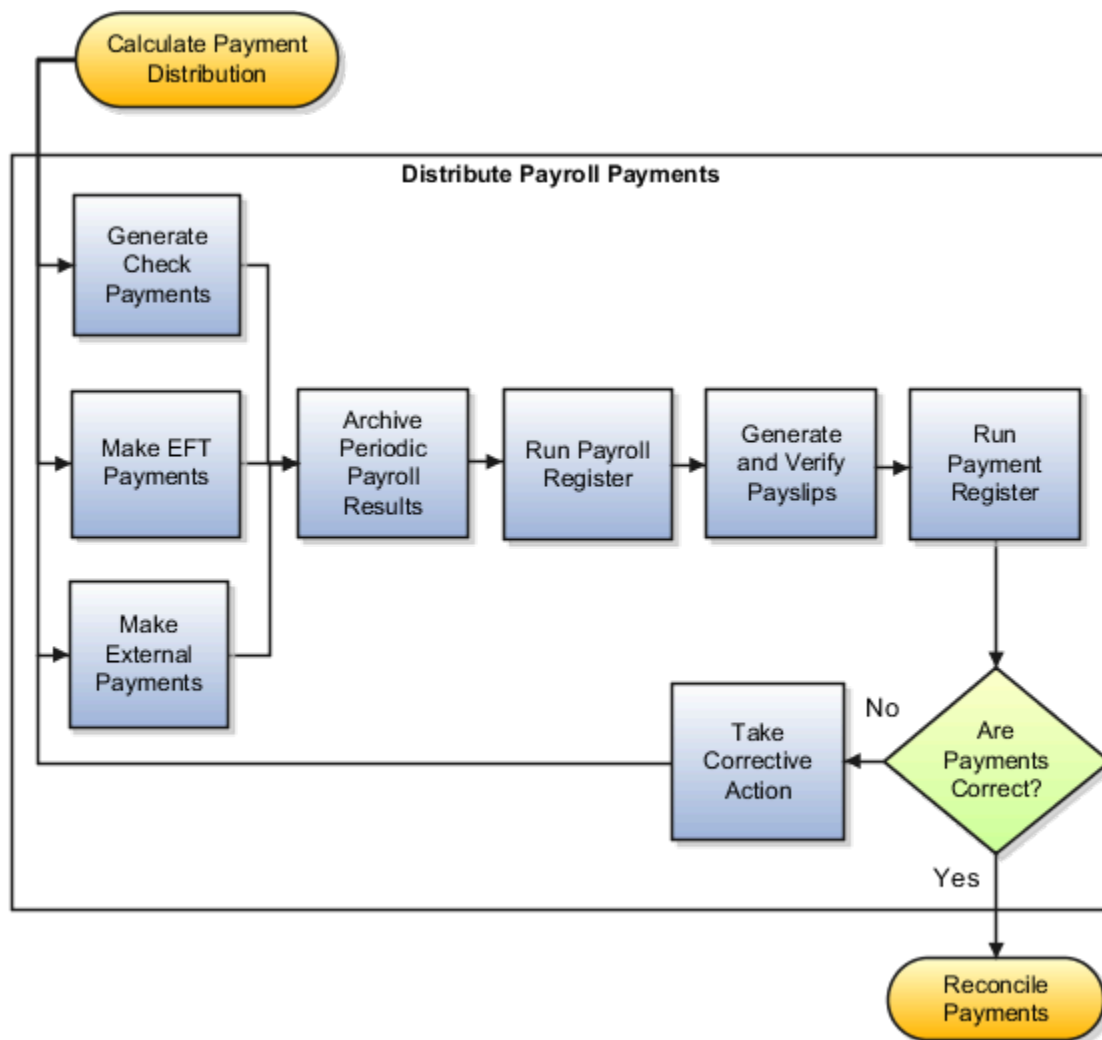 Calculate Payment
Distribution
Distribute Payroll Payments
Generate
Check
Payments
Make EFT
Payments
Make
External
Payments
Archive
Periodic
Payroll
Results
Run Payroll
Register
Generate
and Verify
Payslips
Run
Payment
Register
Are
Payments
Correct?
No
Take
Corrective
Action
Yes
Reconcile
Payments